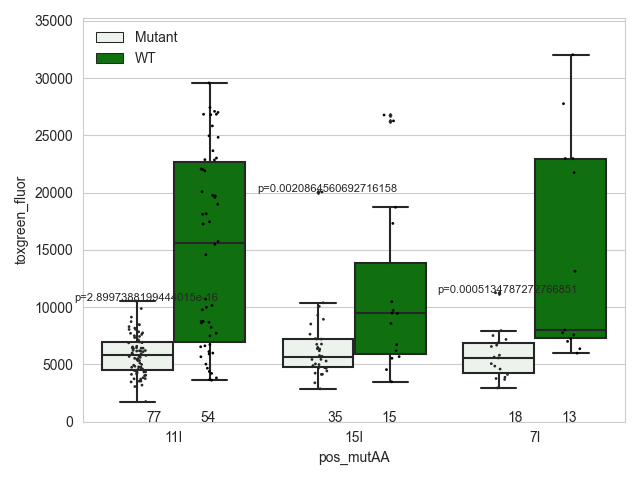 35000
30000
25000
20000
15000
10000
5000
0
toxgreen_fluor
Mutant
WT
p=2.8997388199444015e-16
p=0.0020864560692716158
p=0.0005134787272766851
77
54
35
15
18
13
11I
15I
7I
pos_mutAA